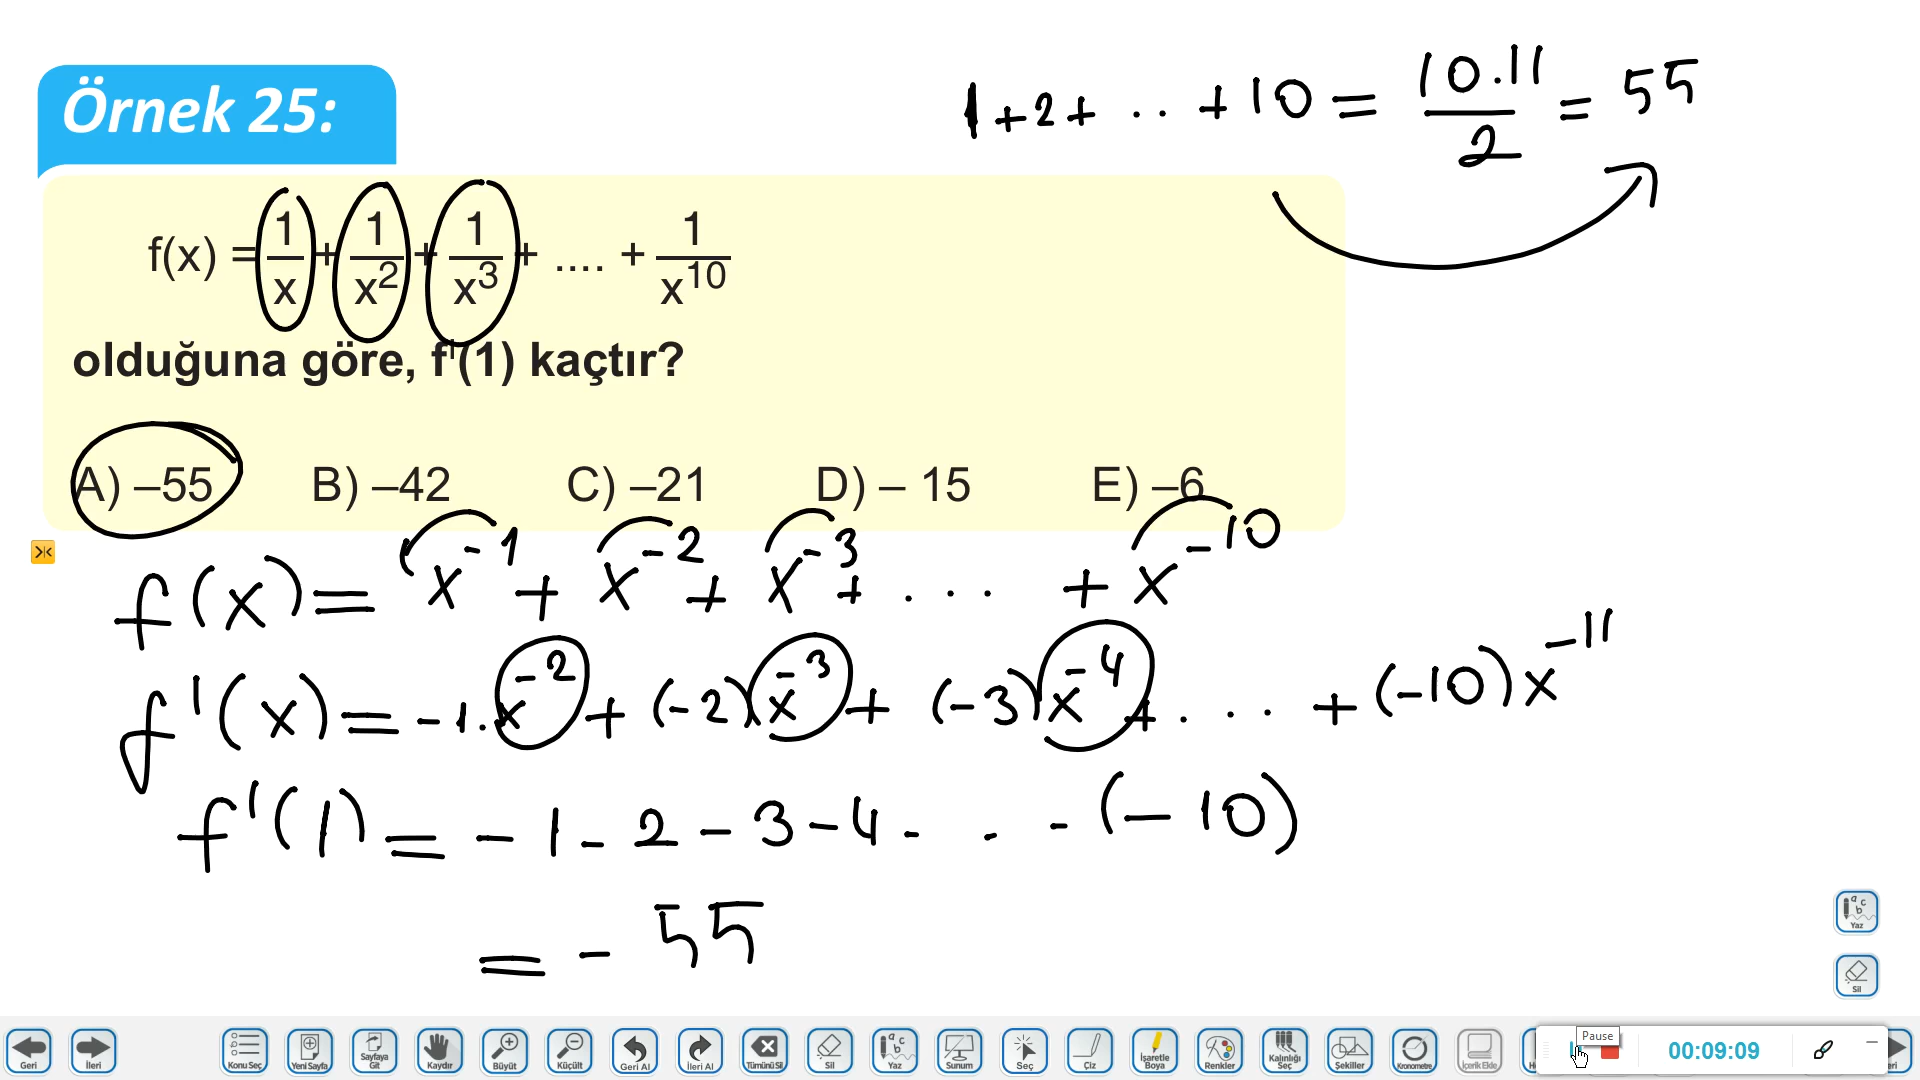 Örnek 25:
1+2+ .. +10 = 10.11/2 = 55
f(x) = 1/x + 1/x² + 1/x³ + .... + 1/x¹⁰
olduğuna göre, f'(1) kaçtır?
A) –55 B) –42 C) –21 D) – 15 E) –6
f(x) = x⁻¹ + x⁻² + x⁻³ + . . . + x⁻¹⁰
f'(x) = -1.x⁻² + (-2)x⁻³ + (-3)x⁻⁴ + . . . + (-10)x⁻¹¹
f'(1) = - 1 - 2 - 3 - 4 - . . - (- 10)
= - 55
Yaz
Sil
Geri İleri Konu Seç Yeni Sayfa Sayfaya Git Kaydır Büyüt Küçült Geri Al İleri Al Tümünü Sil Sil Yaz Sunum Seç Çiz İşaretle Boya Renkler Kalınlığı Seç Şekiller Kronometre İçerik Ekle
Pause
00:09:09